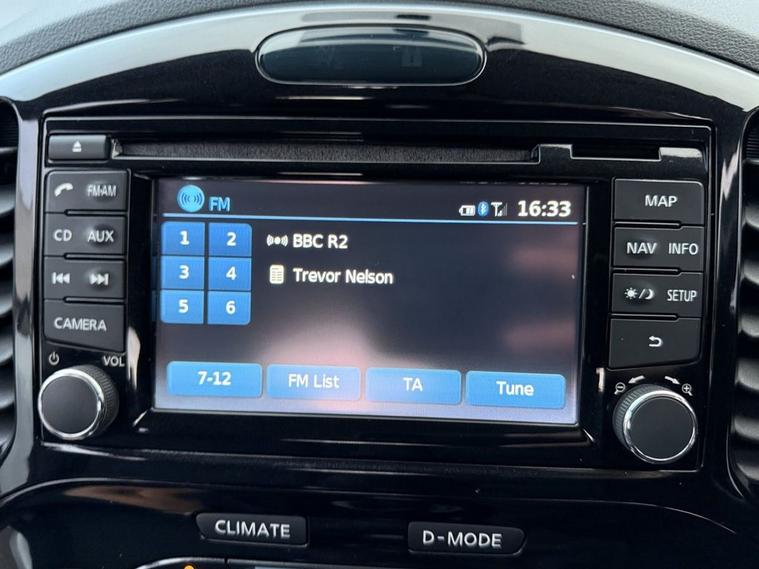 FM
16:33
FM·AM
MAP
1 2
BBC R2
CD AUX
NAV INFO
3 4
Trevor Nelson
SETUP
5 6
CAMERA
VOL
7-12
FM List
TA
Tune
CLIMATE
D-MODE